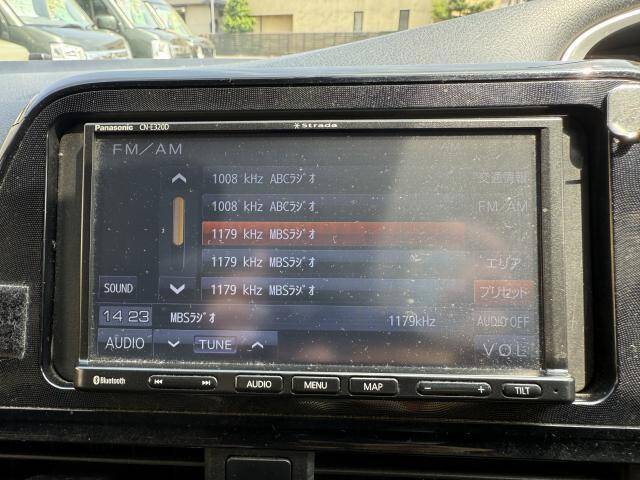 Panasonic CN-E320D Strada
FM/AM AM
1008 kHz ABCﾗｼﾞｵ 交通情報
1008 kHz ABCﾗｼﾞｵ FM/AM
1179 kHz MBSﾗｼﾞｵ
1179 kHz MBSﾗｼﾞｵ エリア
SOUND 1179 kHz MBSﾗｼﾞｵ プリセット
14 23 MBSﾗｼﾞｵ 1179kHz AUDIO OFF
AUDIO TUNE VOL
Bluetooth AUDIO MENU MAP − + TILT